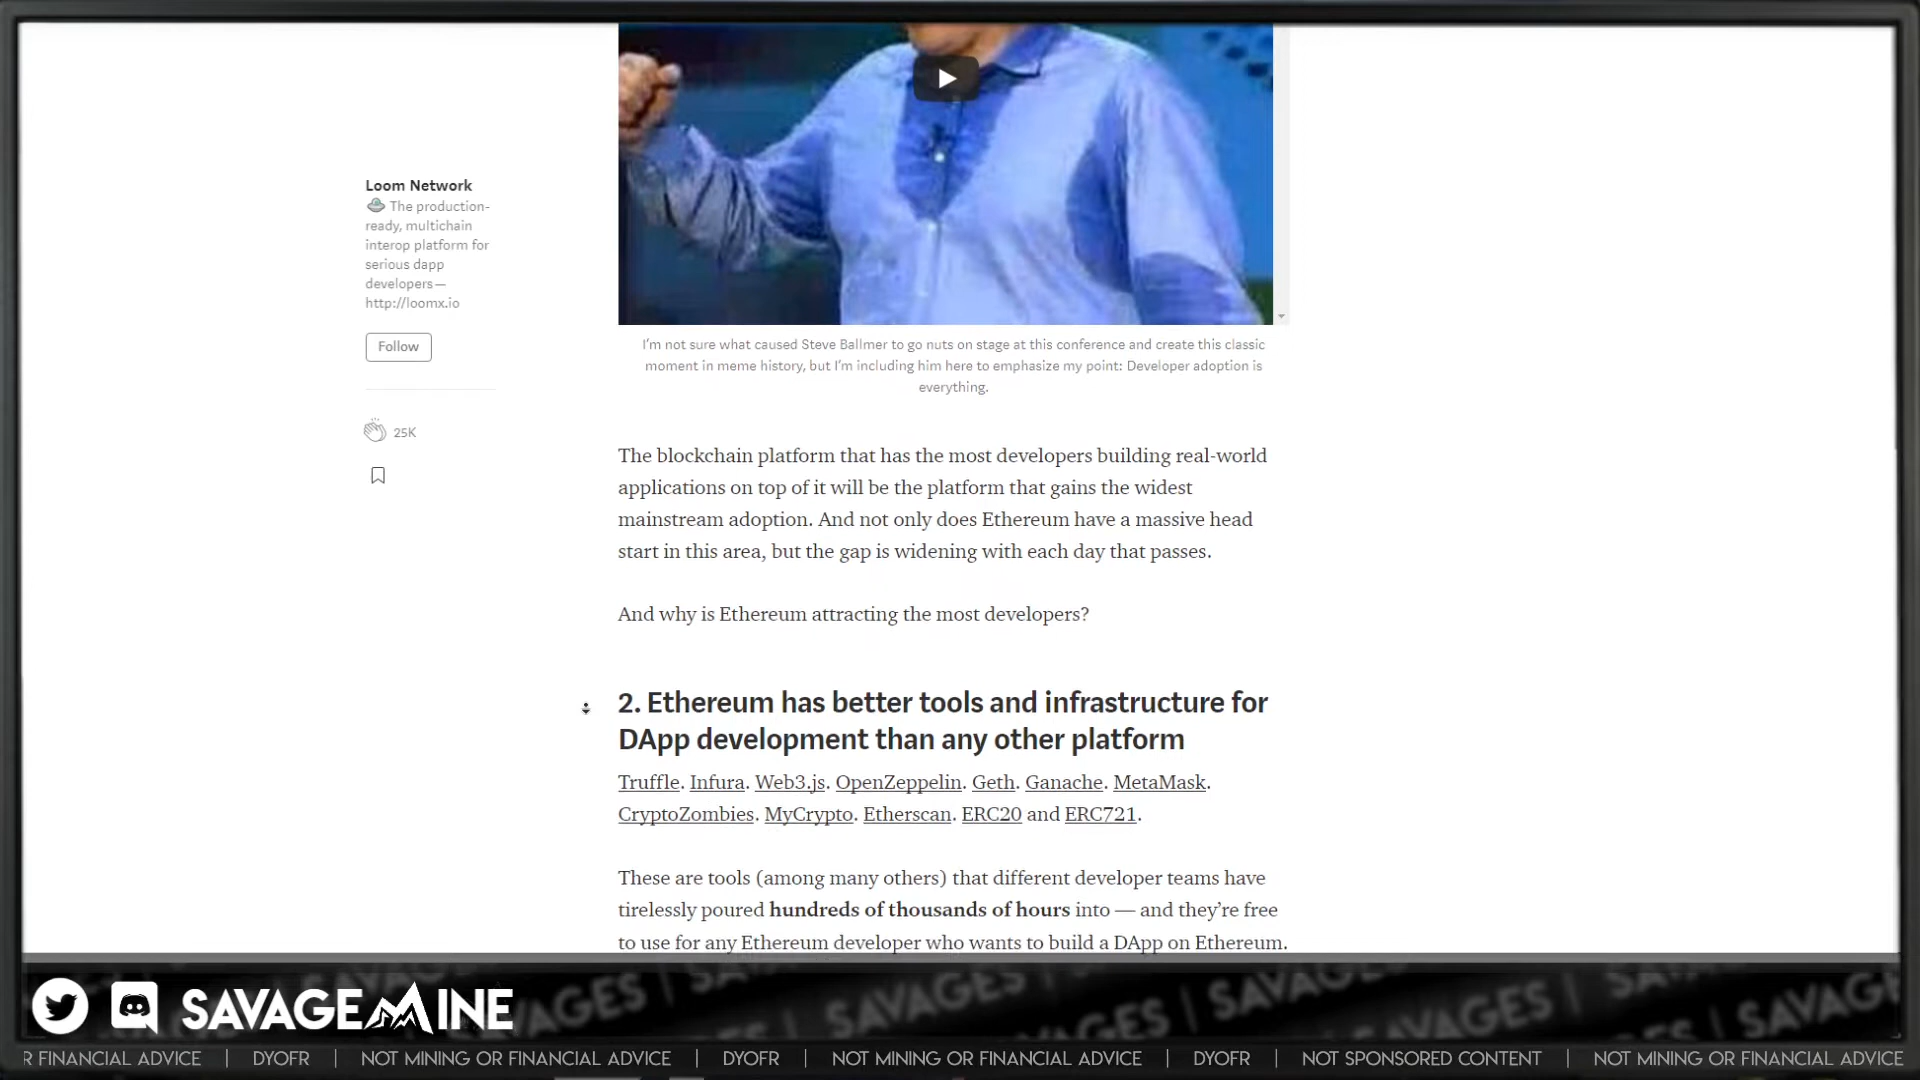 Loom Network
The production-
ready, multichain
interop platform for
serious dapp
developers —
http://loomx.io
Follow
25K
I'm not sure what caused Steve Ballmer to go nuts on stage at this conference and create this classic
moment in meme history, but I'm including him here to emphasize my point: Developer adoption is
everything.
The blockchain platform that has the most developers building real-world
applications on top of it will be the platform that gains the widest
mainstream adoption. And not only does Ethereum have a massive head
start in this area, but the gap is widening with each day that passes.
And why is Ethereum attracting the most developers?
2. Ethereum has better tools and infrastructure for
DApp development than any other platform
Truffle. Infura. Web3.js. OpenZeppelin. Geth. Ganache. MetaMask.
CryptoZombies. MyCrypto. Etherscan. ERC20 and ERC721.
These are tools (among many others) that different developer teams have
tirelessly poured hundreds of thousands of hours into — and they're free
to use for any Ethereum developer who wants to build a DApp on Ethereum.
SAVAGEMINE
AVAGES | SA | SAVAGES | SAVAGES | SAVAGES | SAVAGES | SAVAG
R FINANCIAL ADVICE | DYOFR | NOT MINING OR FINANCIAL ADVICE | DYOFR | NOT MINING OR FINANCIAL ADVICE | DYOFR | NOT SPONSORED CONTENT | NOT MINING OR FINANCIAL ADVICE